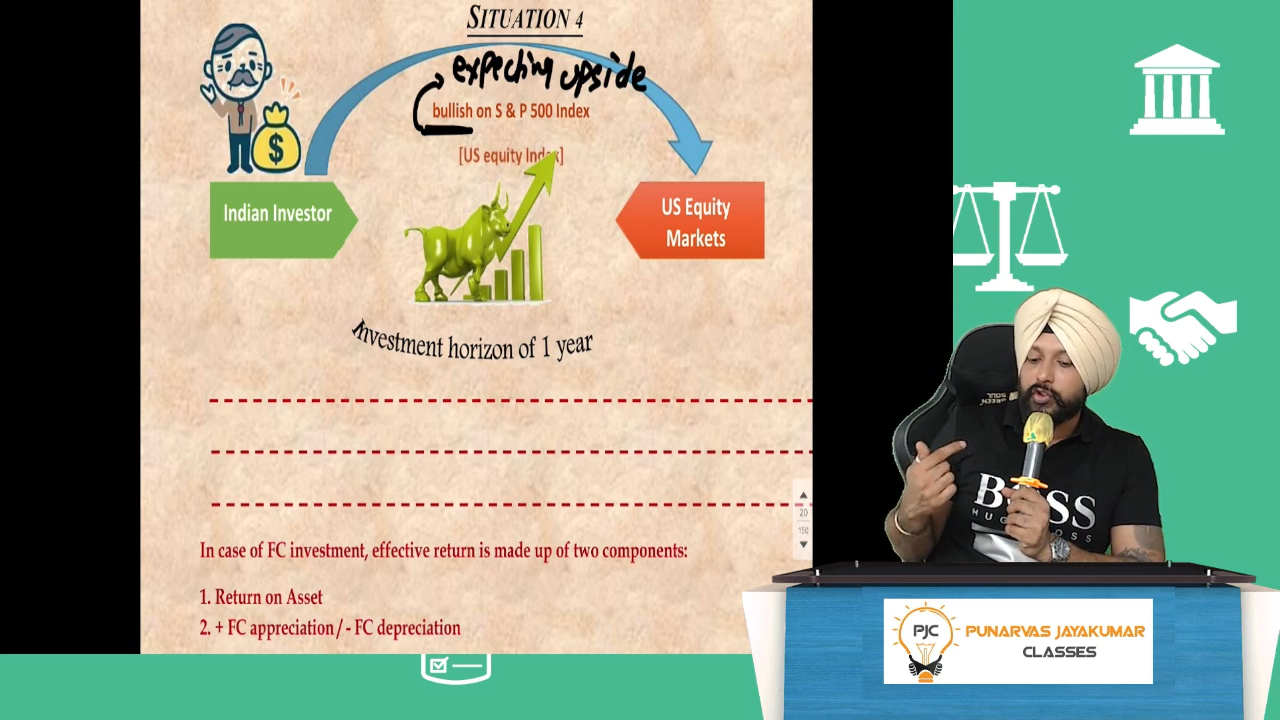 SITUATION 4
expecting upside
bullish on S & P 500 Index
[US equity Index]
$
Indian Investor
US Equity
Markets
Investment horizon of 1 year
20
150
In case of FC investment, effective return is made up of two components:
1. Return on Asset
2. + FC appreciation / - FC depreciation
BOSS
PJC
PUNARVAS JAYAKUMAR
CLASSES